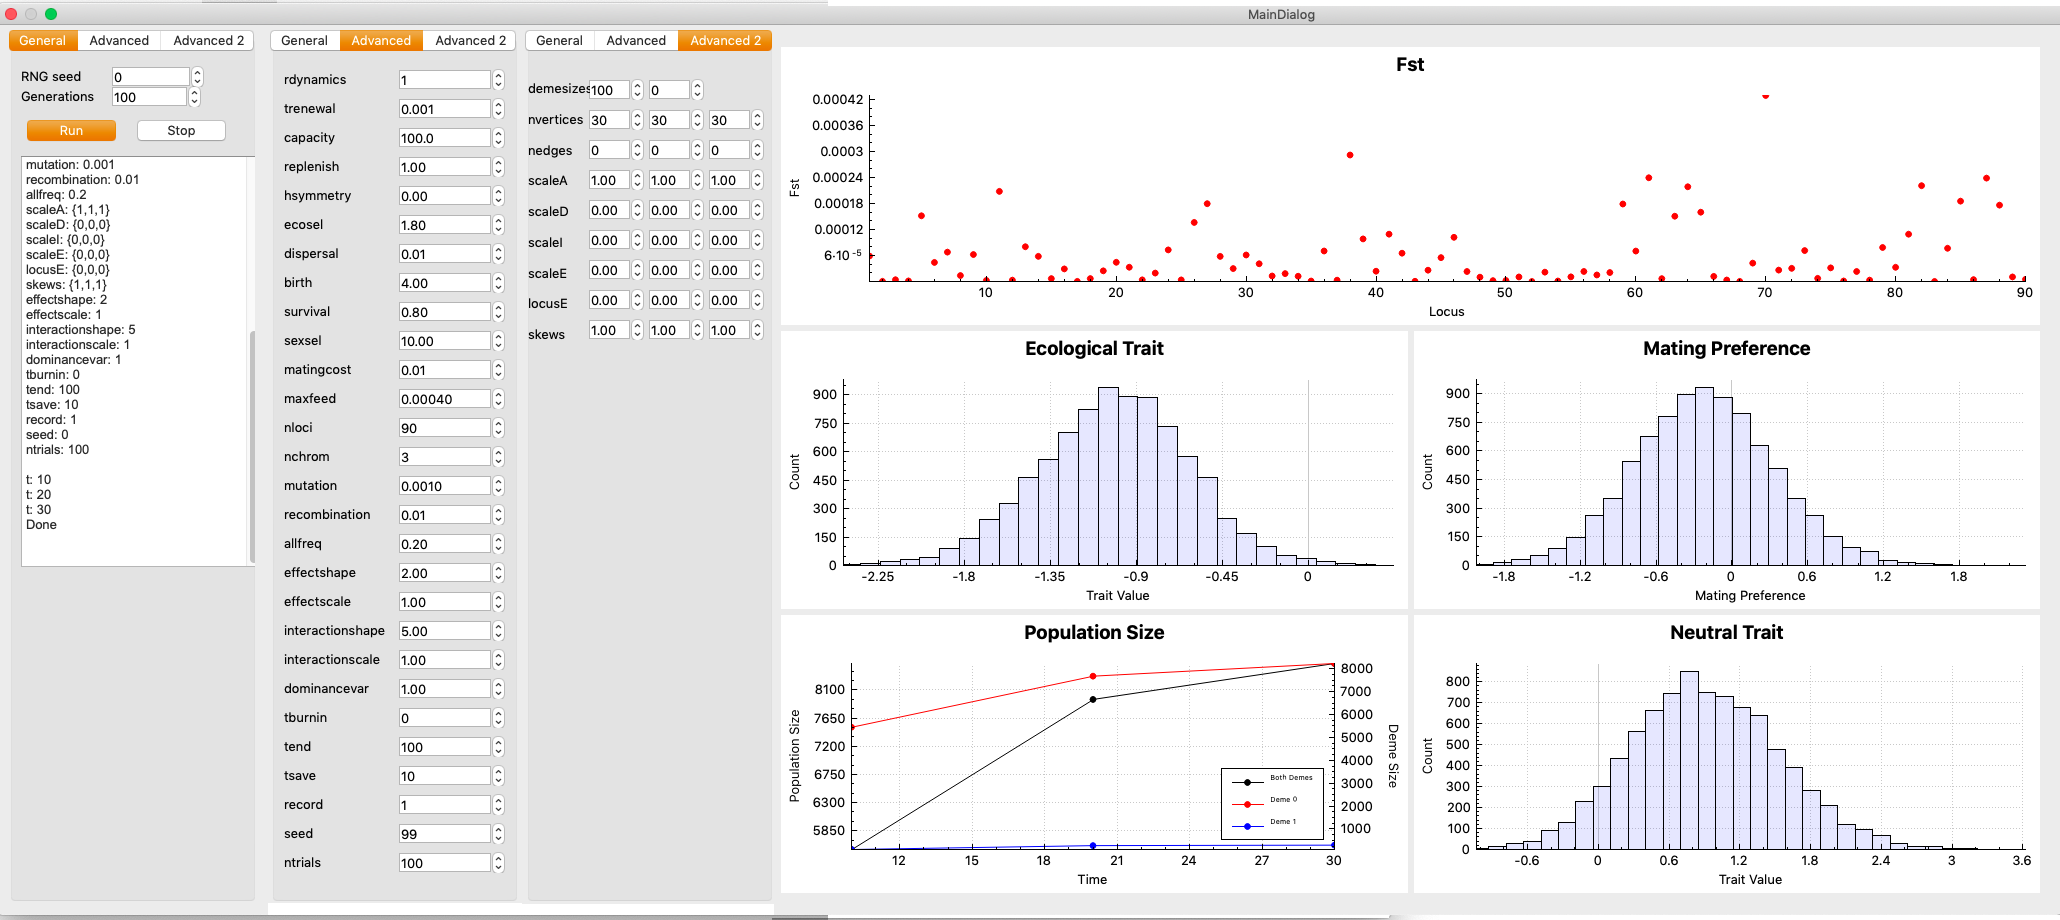 MainDialog
General Advanced Advanced 2
RNG seed 0
Generations 100
Run Stop
mutation: 0.001
recombination: 0.01
allfreq: 0.2
scaleA: {1,1,1}
scaleD: {0,0,0}
scaleI: {0,0,0}
scaleE: {0,0,0}
locusE: {0,0,0}
skews: {1,1,1}
effectshape: 2
effectscale: 1
interactionshape: 5
interactionscale: 1
dominancevar: 1
tburnin: 0
tend: 100
tsave: 10
record: 1
seed: 0
ntrials: 100
t: 10
t: 20
t: 30
Done
General Advanced Advanced 2
rdynamics 1
trenewal 0.001
capacity 100.0
replenish 1.00
hsymmetry 0.00
ecosel 1.80
dispersal 0.01
birth 4.00
survival 0.80
sexsel 10.00
matingcost 0.01
maxfeed 0.00040
nloci 90
nchrom 3
mutation 0.0010
recombination 0.01
allfreq 0.20
effectshape 2.00
effectscale 1.00
interactionshape 5.00
interactionscale 1.00
dominancevar 1.00
tburnin 0
tend 100
tsave 10
record 1
seed 99
ntrials 100
General Advanced Advanced 2
demesizes 100 0
nvertices 30 30 30
nedges 0 0 0
scaleA 1.00 1.00 1.00
scaleD 0.00 0.00 0.00
scaleI 0.00 0.00 0.00
scaleE 0.00 0.00 0.00
locusE 0.00 0.00 0.00
skews 1.00 1.00 1.00
Fst
0.00042
0.00036
0.0003
0.00024
0.00018
0.00012
6·10⁻⁵
Fst
10 20 30 40 50 60 70 80 90
Locus
Ecological Trait
900
750
600
450
300
150
0
Count
-2.25 -1.8 -1.35 -0.9 -0.45 0
Trait Value
Mating Preference
900
750
600
450
300
150
0
Count
-1.8 -1.2 -0.6 0 0.6 1.2 1.8
Mating Preference
Population Size
8100
7650
7200
6750
6300
5850
Population Size
8000
7000
6000
5000
4000
3000
2000
1000
Deme Size
Both Demes
Deme 0
Deme 1
12 15 18 21 24 27 30
Time
Neutral Trait
800
700
600
500
400
300
200
100
0
Count
-0.6 0 0.6 1.2 1.8 2.4 3 3.6
Trait Value